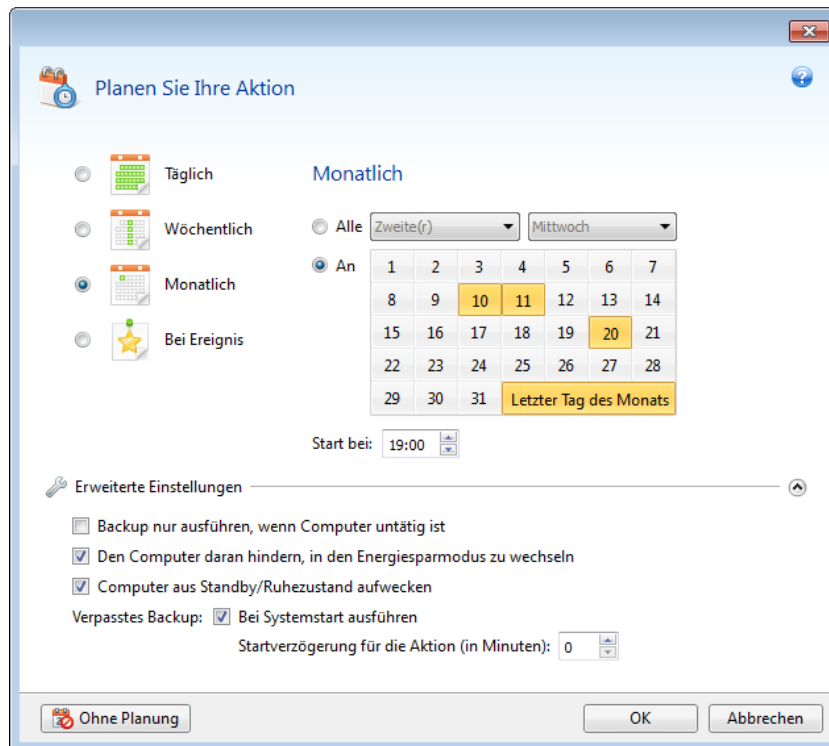 Planen Sie Ihre Aktion
Täglich
Wöchentlich
Monatlich
Bei Ereignis
Monatlich
Alle Zweite(r) Mittwoch
An 1 2 3 4 5 6 7
8 9 10 11 12 13 14
15 16 17 18 19 20 21
22 23 24 25 26 27 28
29 30 31 Letzter Tag des Monats
Start bei: 19:00
Erweiterte Einstellungen
Backup nur ausführen, wenn Computer untätig ist
Den Computer daran hindern, in den Energiesparmodus zu wechseln
Computer aus Standby/Ruhezustand aufwecken
Verpasstes Backup: Bei Systemstart ausführen
Startverzögerung für die Aktion (in Minuten): 0
Ohne Planung OK Abbrechen